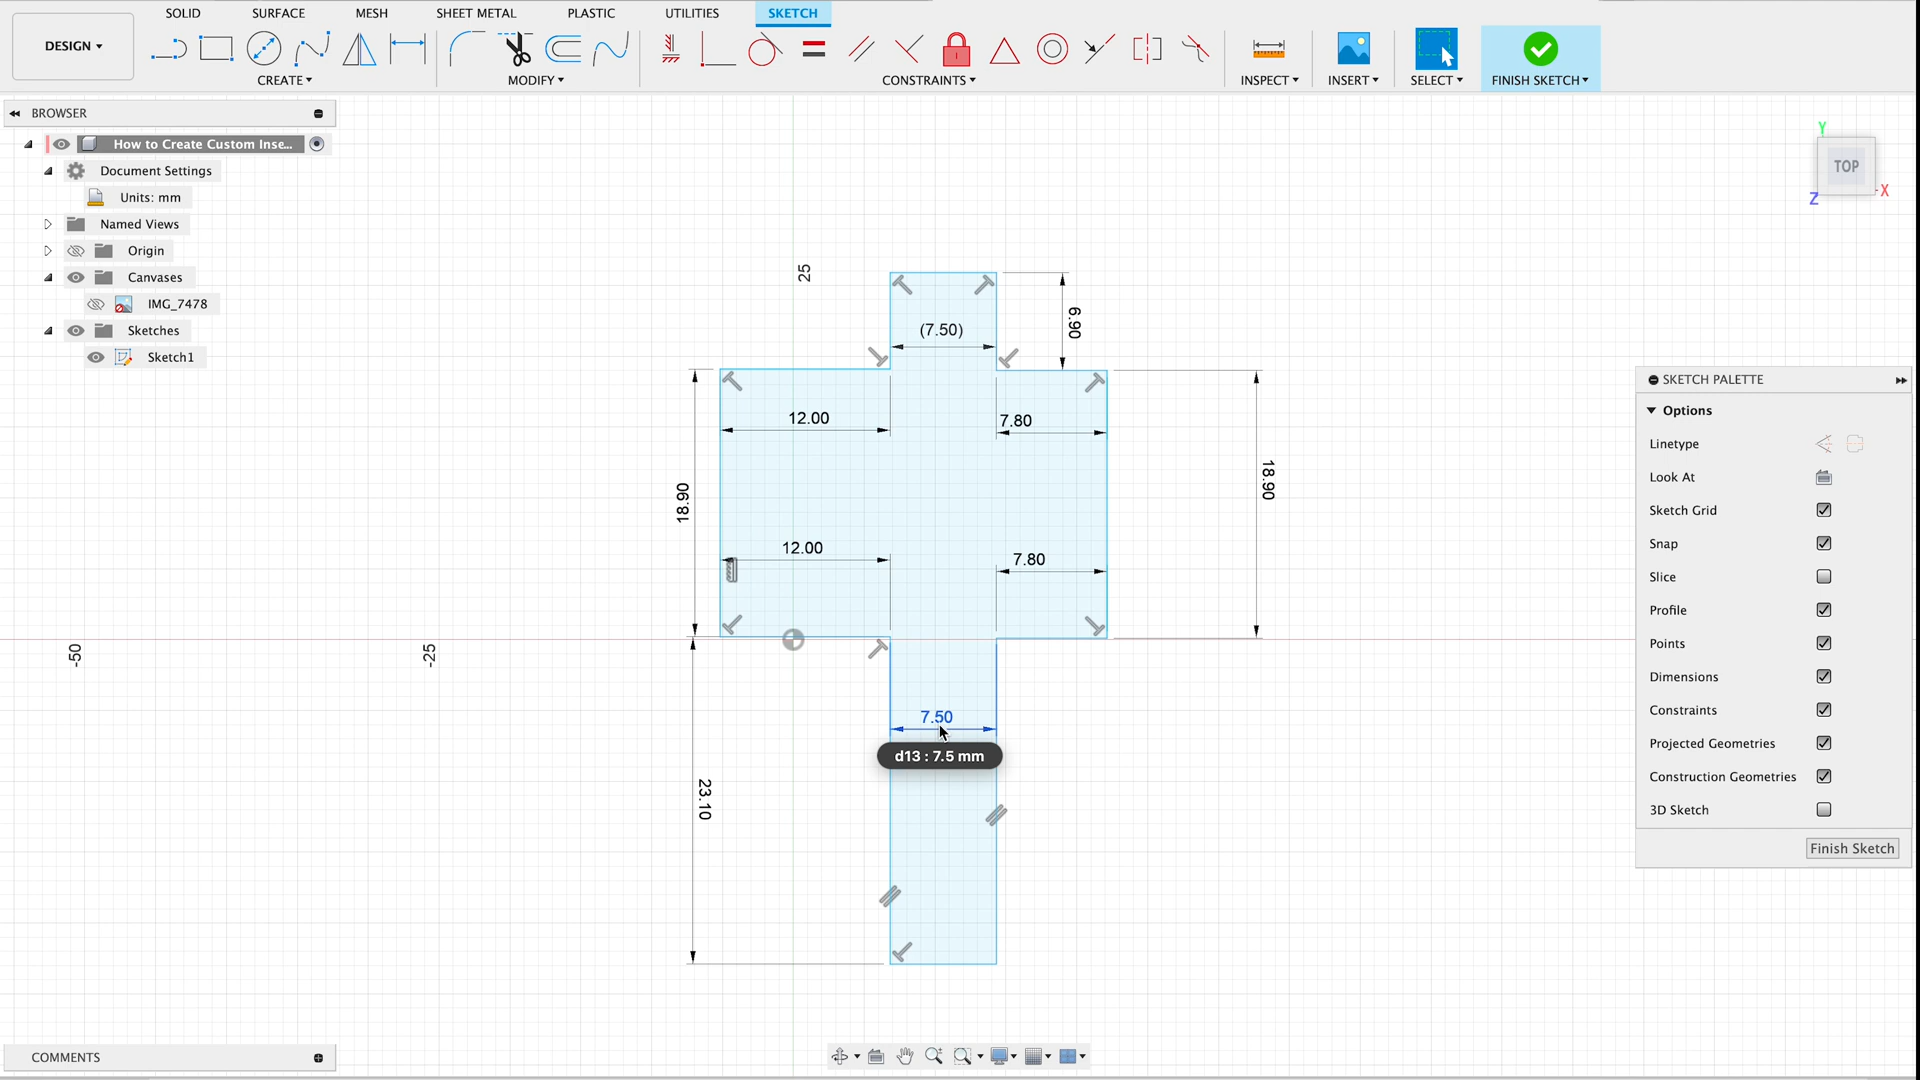 SOLID SURFACE MESH SHEET METAL PLASTIC UTILITIES SKETCH
DESIGN ▾
CREATE ▾ MODIFY ▾ CONSTRAINTS ▾ INSPECT ▾ INSERT ▾ SELECT ▾ FINISH SKETCH ▾
BROWSER
How to Create Custom Inse...
Document Settings
Units: mm
Named Views
Origin
Canvases
IMG_7478
Sketches
Sketch1
Y
TOP
X
Z
25
(7.50)
6.90
12.00
7.80
18.90
18.90
12.00
7.80
-50
-25
7.50
d13 : 7.5 mm
23.10
SKETCH PALETTE
Options
Linetype
Look At
Sketch Grid
Snap
Slice
Profile
Points
Dimensions
Constraints
Projected Geometries
Construction Geometries
3D Sketch
Finish Sketch
COMMENTS